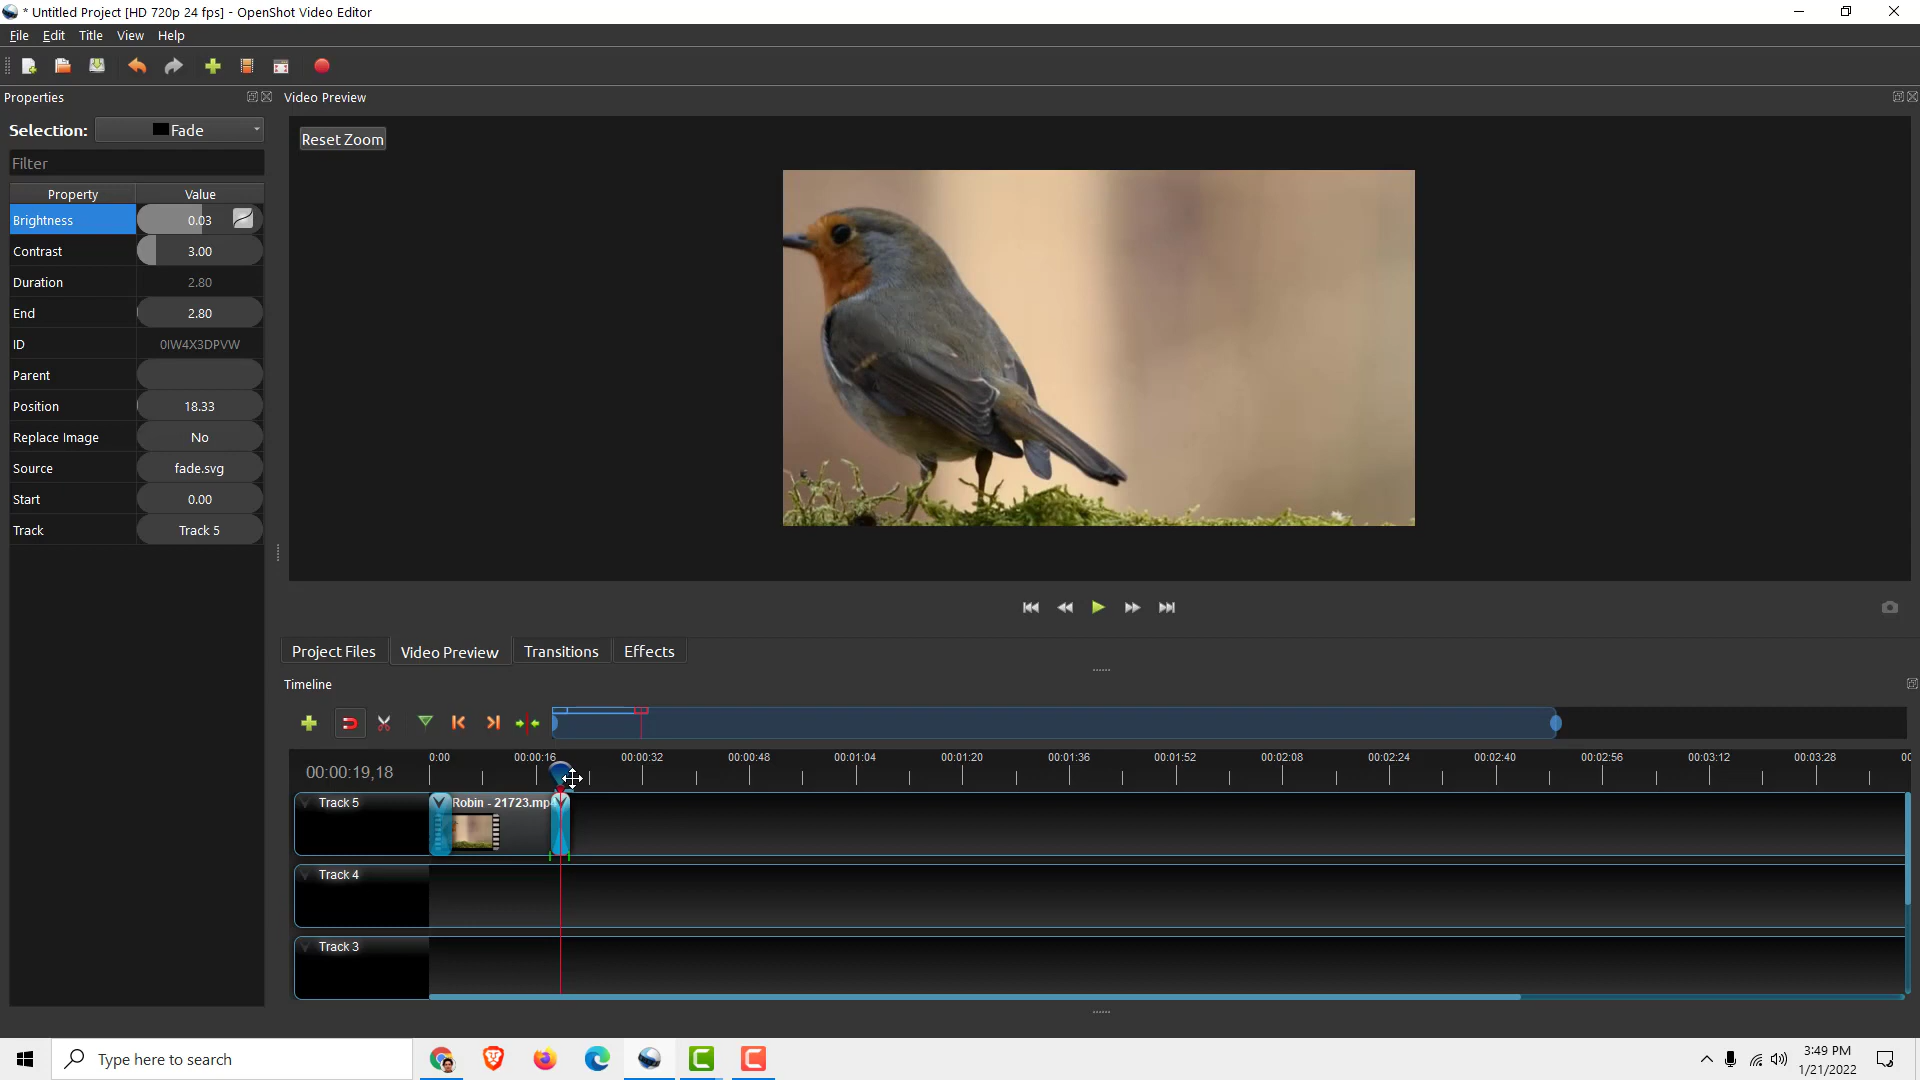 * Untitled Project [HD 720p 24 fps] - OpenShot Video Editor
File Edit Title View Help
Properties
Video Preview
Selection: Fade
Reset Zoom
Filter
Property Value
Brightness 0.03
Contrast 3.00
Duration 2.80
End 2.80
ID 0IW4X3DPVW
Parent
Position 18.33
Replace Image No
Source fade.svg
Start 0.00
Track Track 5
Project Files Video Preview Transitions Effects
Timeline
0:00 00:00:16 00:00:32 00:00:48 00:01:04 00:01:20 00:01:36 00:01:52 00:02:08 00:02:24 00:02:40 00:02:56 00:03:28
00:00:19,18
Track 5 Robin - 21723.mp4
Track 4
Track 3
Type here to search
3:49 PM
1/21/2022